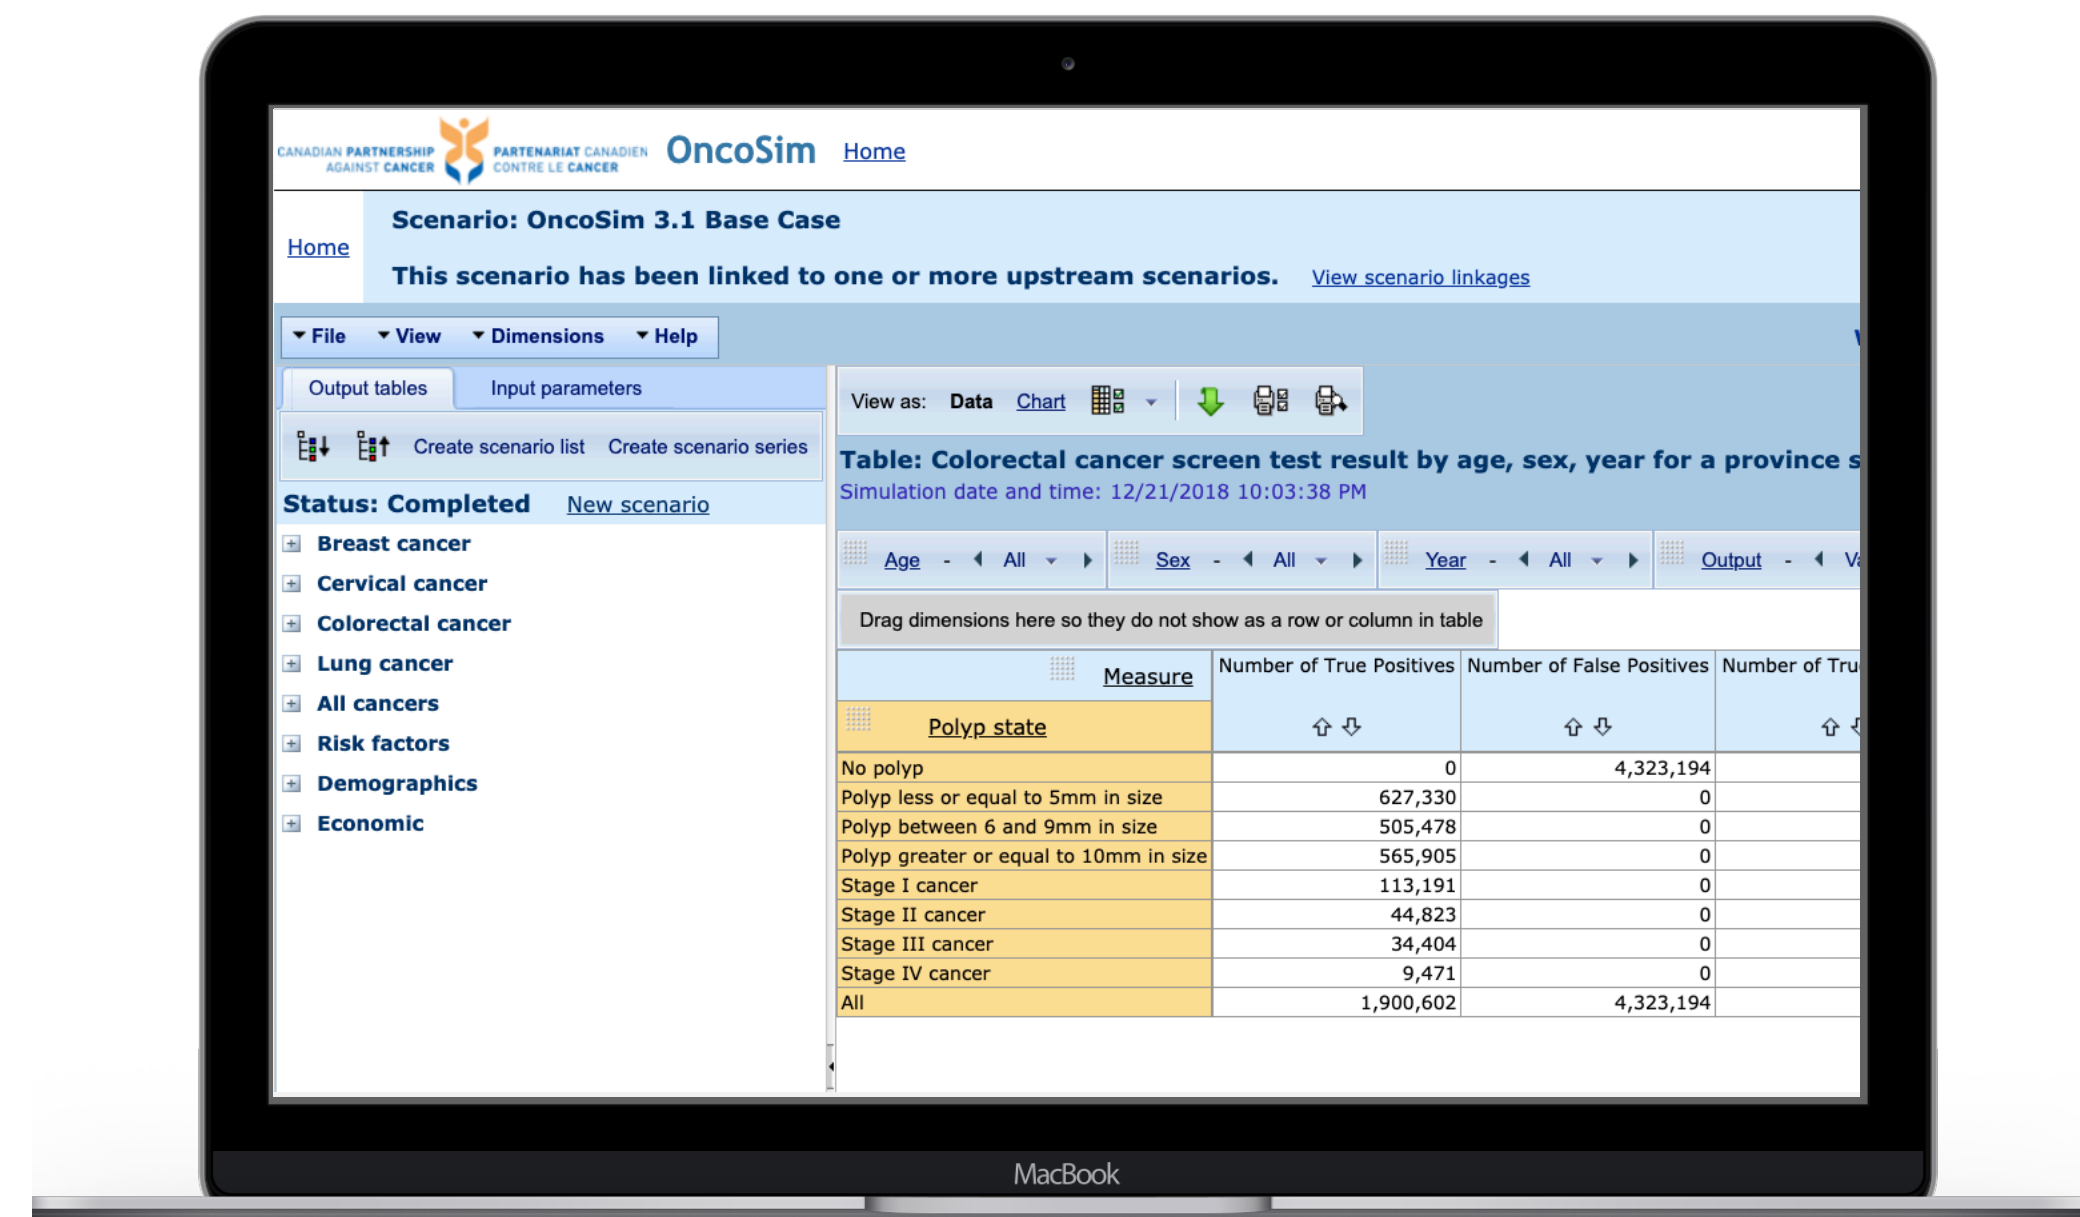 CANADIAN PARTNERSHIP
AGAINST CANCER
PARTENARIAT CANADIEN
CONTRE LE CANCER
OncoSim
Home
Home
Scenario: OncoSim 3.1 Base Case
This scenario has been linked to one or more upstream scenarios. View scenario linkages
File View Dimensions Help
Output tables Input parameters
Create scenario list Create scenario series
Status: Completed New scenario
Breast cancer
Cervical cancer
Colorectal cancer
Lung cancer
All cancers
Risk factors
Demographics
Economic
View as: Data Chart
Table: Colorectal cancer screen test result by age, sex, year for a province s
Simulation date and time: 12/21/2018 10:03:38 PM
Age - All Sex - All Year - All Output -
Drag dimensions here so they do not show as a row or column in table
Measure Number of True Positives Number of False Positives Number of Tru
Polyp state
No polyp 0 4,323,194
Polyp less or equal to 5mm in size 627,330 0
Polyp between 6 and 9mm in size 505,478 0
Polyp greater or equal to 10mm in size 565,905 0
Stage I cancer 113,191 0
Stage II cancer 44,823 0
Stage III cancer 34,404 0
Stage IV cancer 9,471 0
All 1,900,602 4,323,194
MacBook